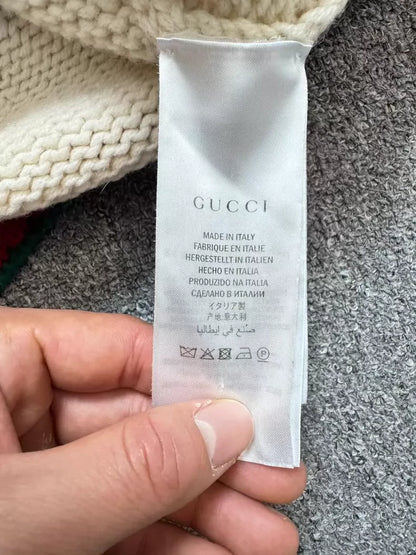 GUCCI
MADE IN ITALY
FABRIQUE EN ITALIE
HERGESTELLT IN ITALIEN
HECHO EN ITALIA
PRODUZIDO NA ITALIA
СДЕЛАНО В ИТАЛИИ
イタリア製
产地:意大利
صنع في إيطاليا
P